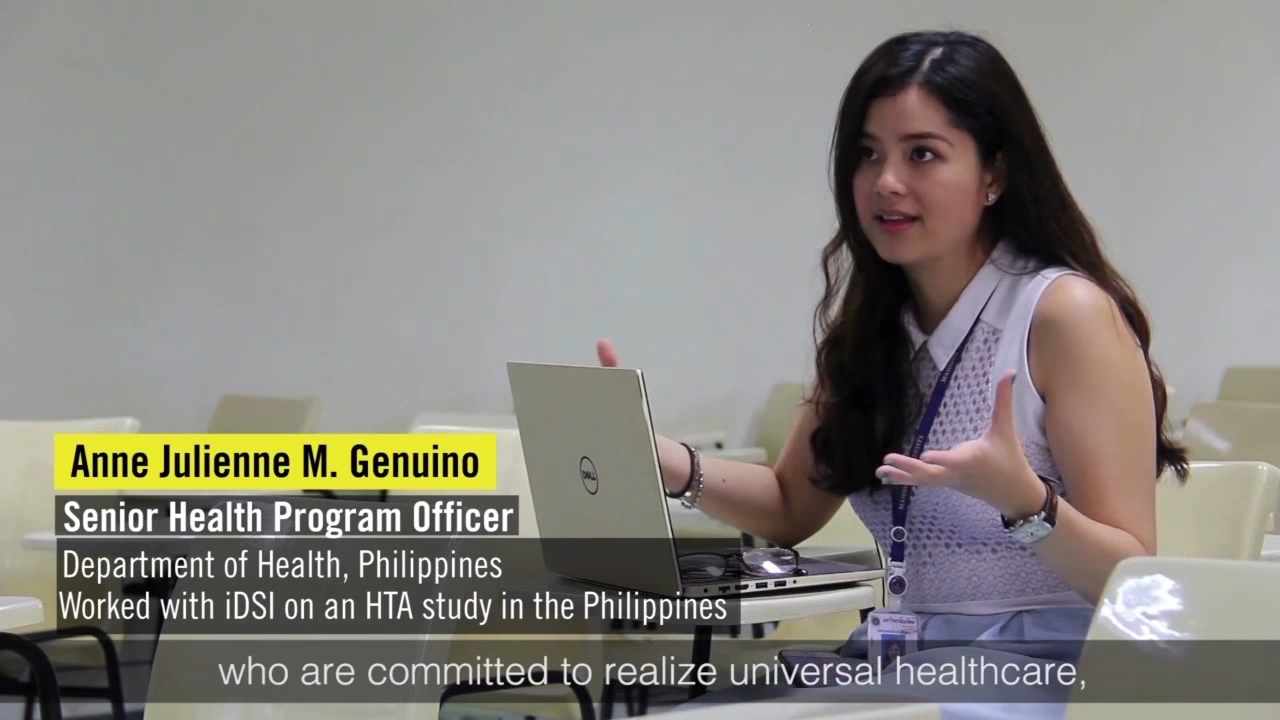 Anne Julienne M. Genuino
Senior Health Program Officer
Department of Health, Philippines
Worked with iDSI on an HTA study in the Philippines
who are committed to realize universal healthcare,
DELL